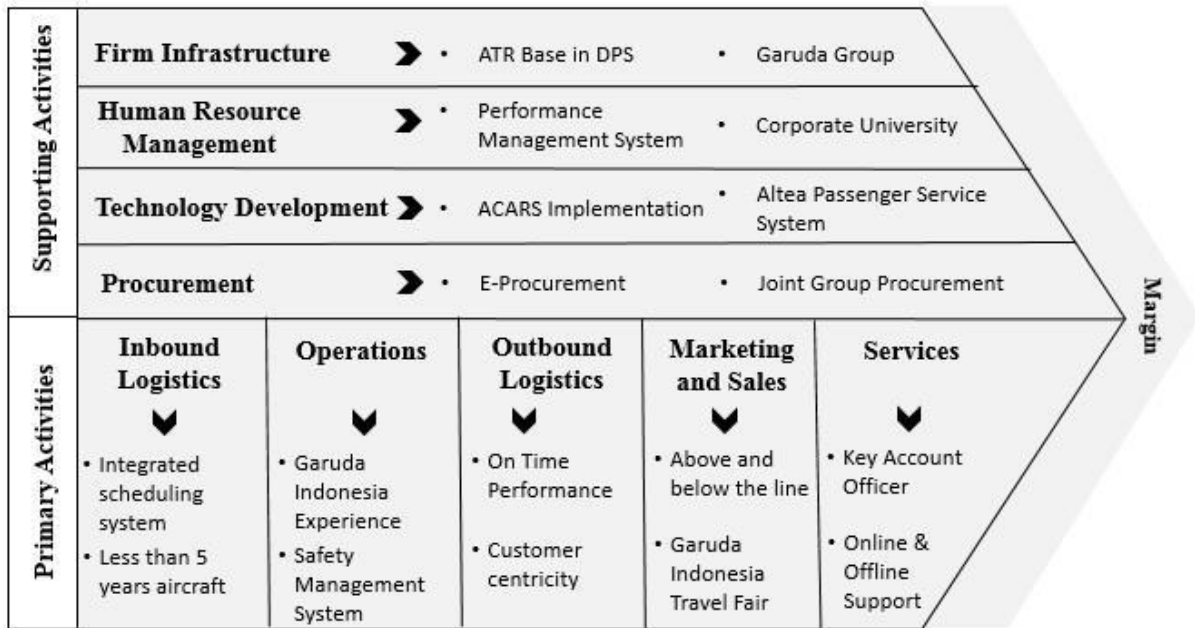 Supporting Activities
Firm Infrastructure
• ATR Base in DPS
• Garuda Group
Human Resource
Management
• Performance
Management System
• Corporate University
Technology Development
• ACARS Implementation
• Altea Passenger Service
System
Procurement
• E-Procurement
• Joint Group Procurement
Margin
Primary Activities
Inbound
Logistics
• Integrated
scheduling
system
• Less than 5
years aircraft
Operations
• Garuda
Indonesia
Experience
• Safety
Management
System
Outbound
Logistics
• On Time
Performance
• Customer
centricity
Marketing
and Sales
• Above and
below the line
• Garuda
Indonesia
Travel Fair
Services
• Key Account
Officer
• Online &
Offline
Support